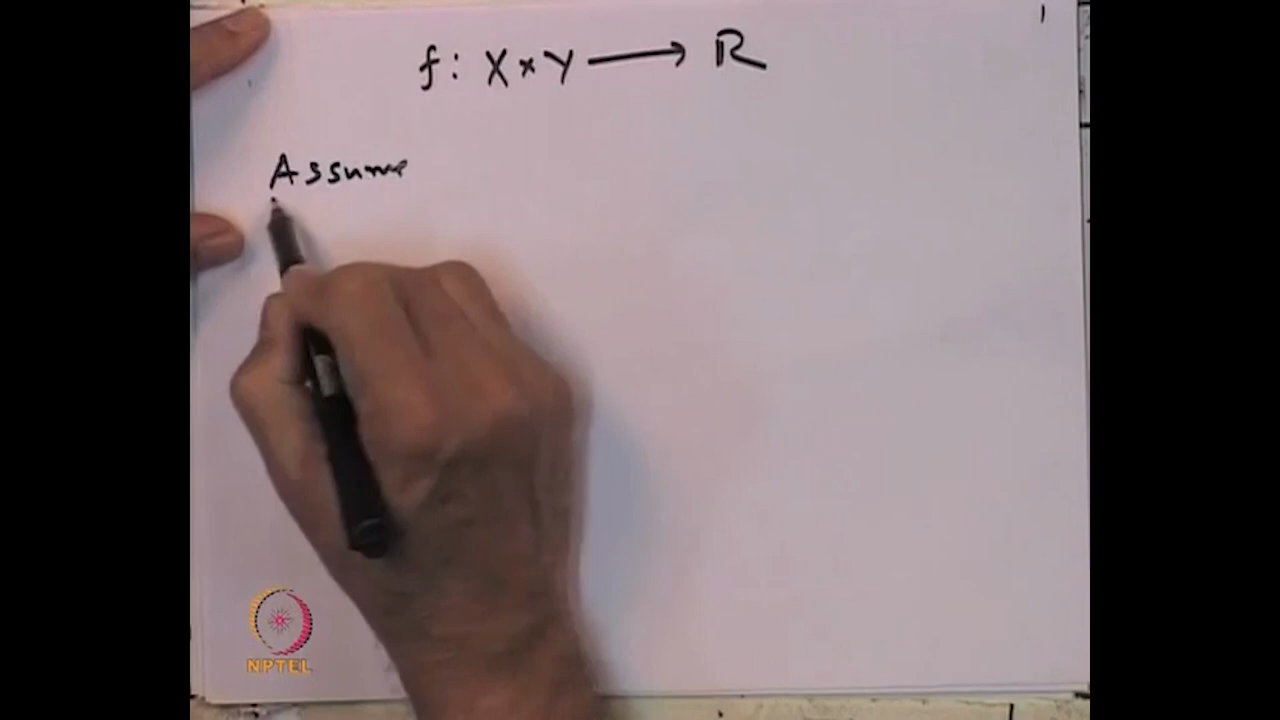 f: X × Y ⟶ R
Assume
NPTEL